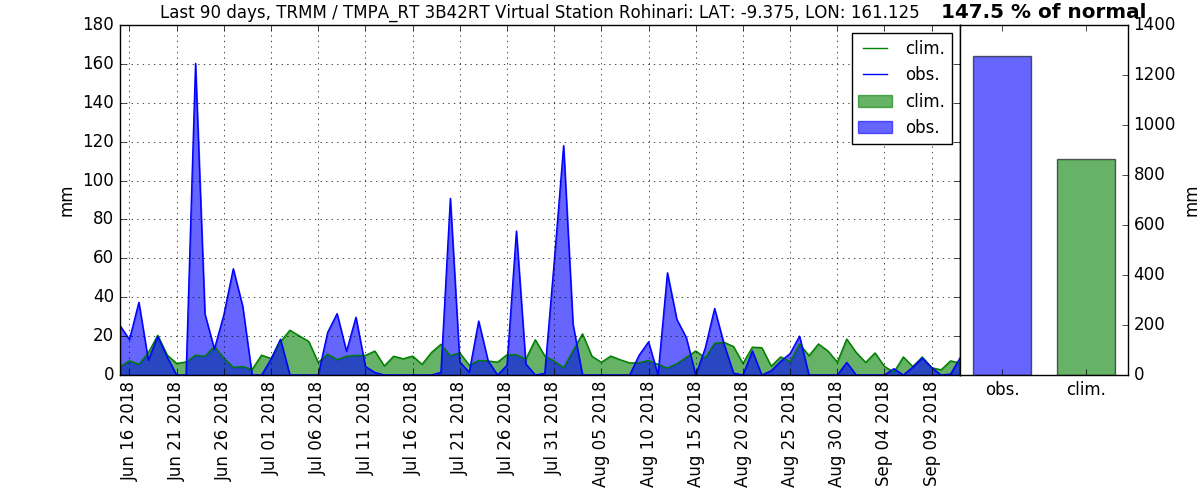 Last 90 days, TRMM / TMPA_RT 3B42RT Virtual Station Rohinari: LAT: -9.375, LON: 161.125
147.5 % of normal
180
160
140
120
100
80
60
40
20
0
mm
clim.
obs.
clim.
obs.
Jun 16 2018
Jun 21 2018
Jun 26 2018
Jul 01 2018
Jul 06 2018
Jul 11 2018
Jul 16 2018
Jul 21 2018
Jul 26 2018
Jul 31 2018
Aug 05 2018
Aug 10 2018
Aug 15 2018
Aug 20 2018
Aug 25 2018
Aug 30 2018
Sep 04 2018
Sep 09 2018
1400
1200
1000
800
600
400
200
0
mm
obs.
clim.